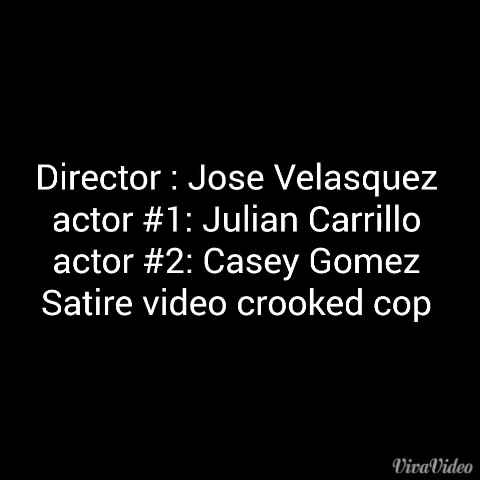 Director : Jose Velasquez
actor #1: Julian Carrillo
actor #2: Casey Gomez
Satire video crooked cop
VivaVideo